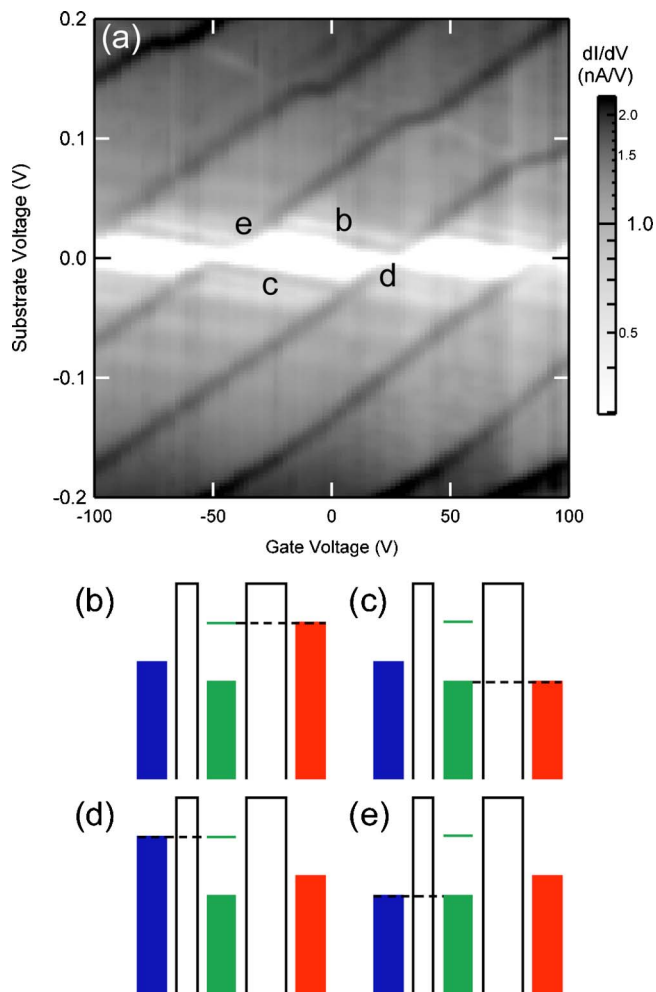 (a)
dI/dV
(nA/V)
0.2
0.1
0.0
-0.1
-0.2
Substrate Voltage (V)
e
b
c
d
2.0
1.5
1.0
0.5
-100
-50
0
50
100
Gate Voltage (V)
(b)
(c)
(d)
(e)